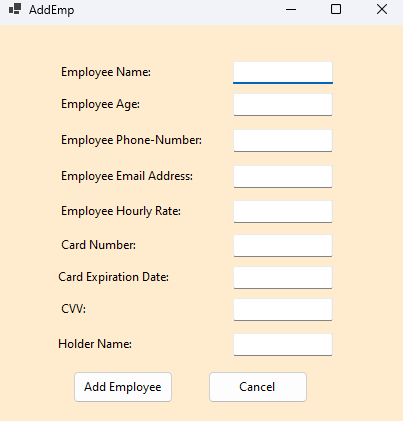 AddEmp
Employee Name:
Employee Age:
Employee Phone-Number:
Employee Email Address:
Employee Hourly Rate:
Card Number:
Card Expiration Date:
CVV:
Holder Name:
Add Employee Cancel